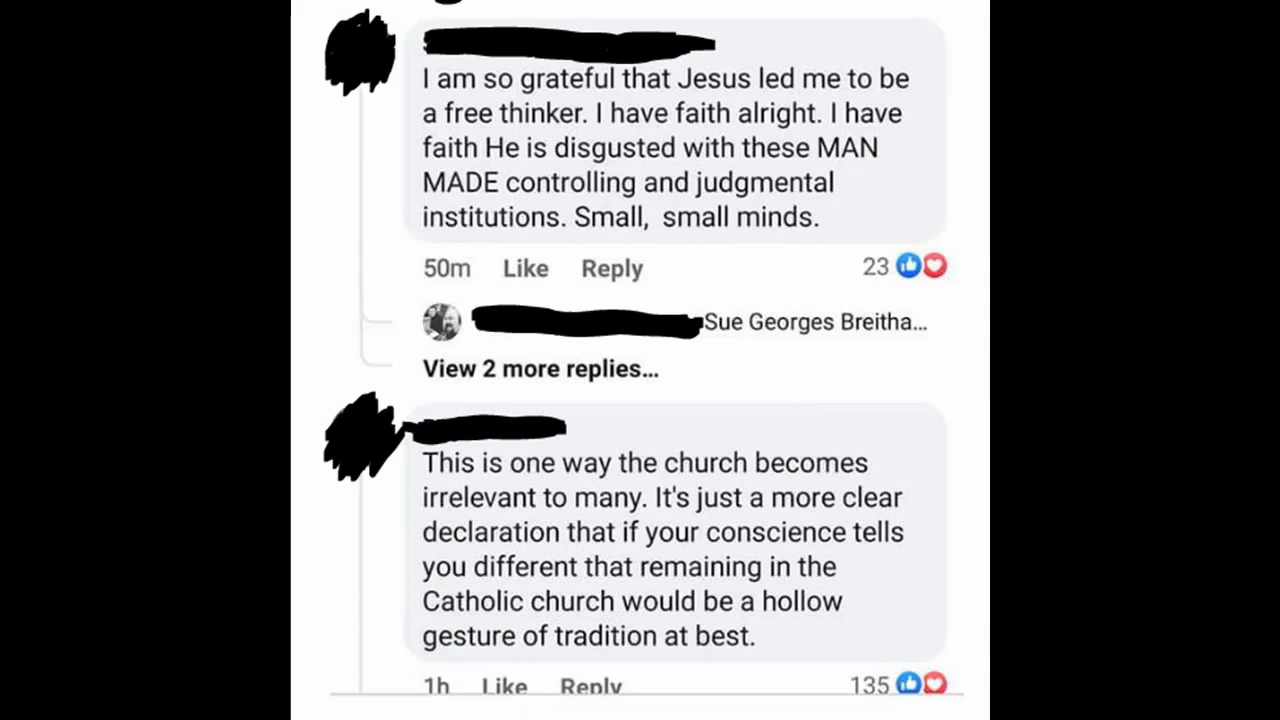 I am so grateful that Jesus led me to be
a free thinker. I have faith alright. I have
faith He is disgusted with these MAN
MADE controlling and judgmental
institutions. Small,  small minds.
50m Like Reply 23
Sue Georges Breitha...
View 2 more replies...
This is one way the church becomes
irrelevant to many. It's just a more clear
declaration that if your conscience tells
you different that remaining in the
Catholic church would be a hollow
gesture of tradition at best.
1h Like Reply 135